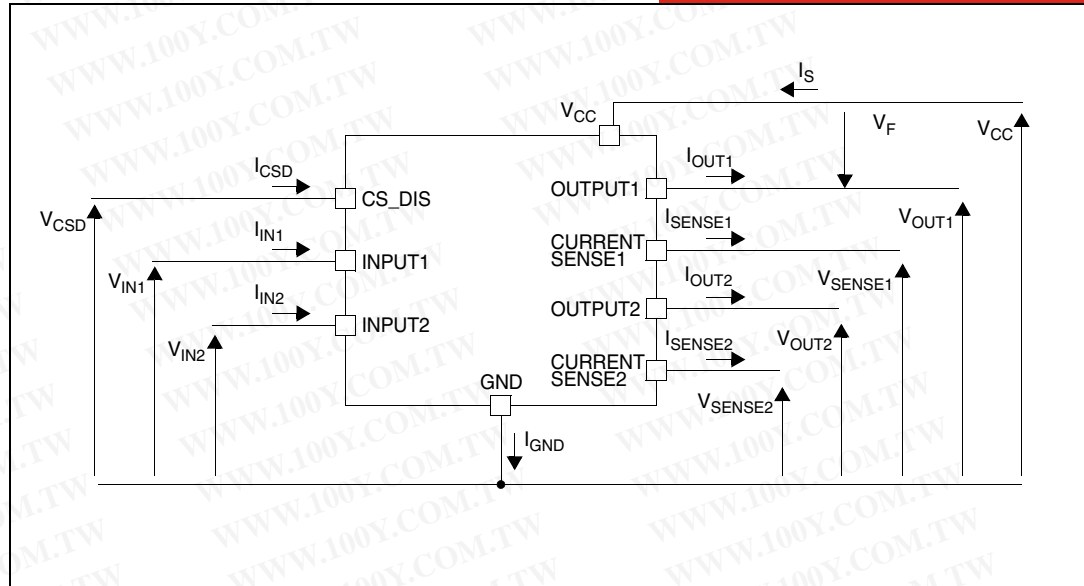 I_S
V_CC
V_F
V_CC
I_CSD
I_OUT1
CS_DIS
OUTPUT1
V_CSD
V_OUT1
I_IN1
I_SENSE1
INPUT1
CURRENT
SENSE1
V_IN1
V_SENSE1
I_IN2
I_OUT2
INPUT2
OUTPUT2
V_IN2
V_OUT2
I_SENSE2
CURRENT
SENSE2
GND
V_SENSE2
I_GND
WWW.100Y.COM.TW